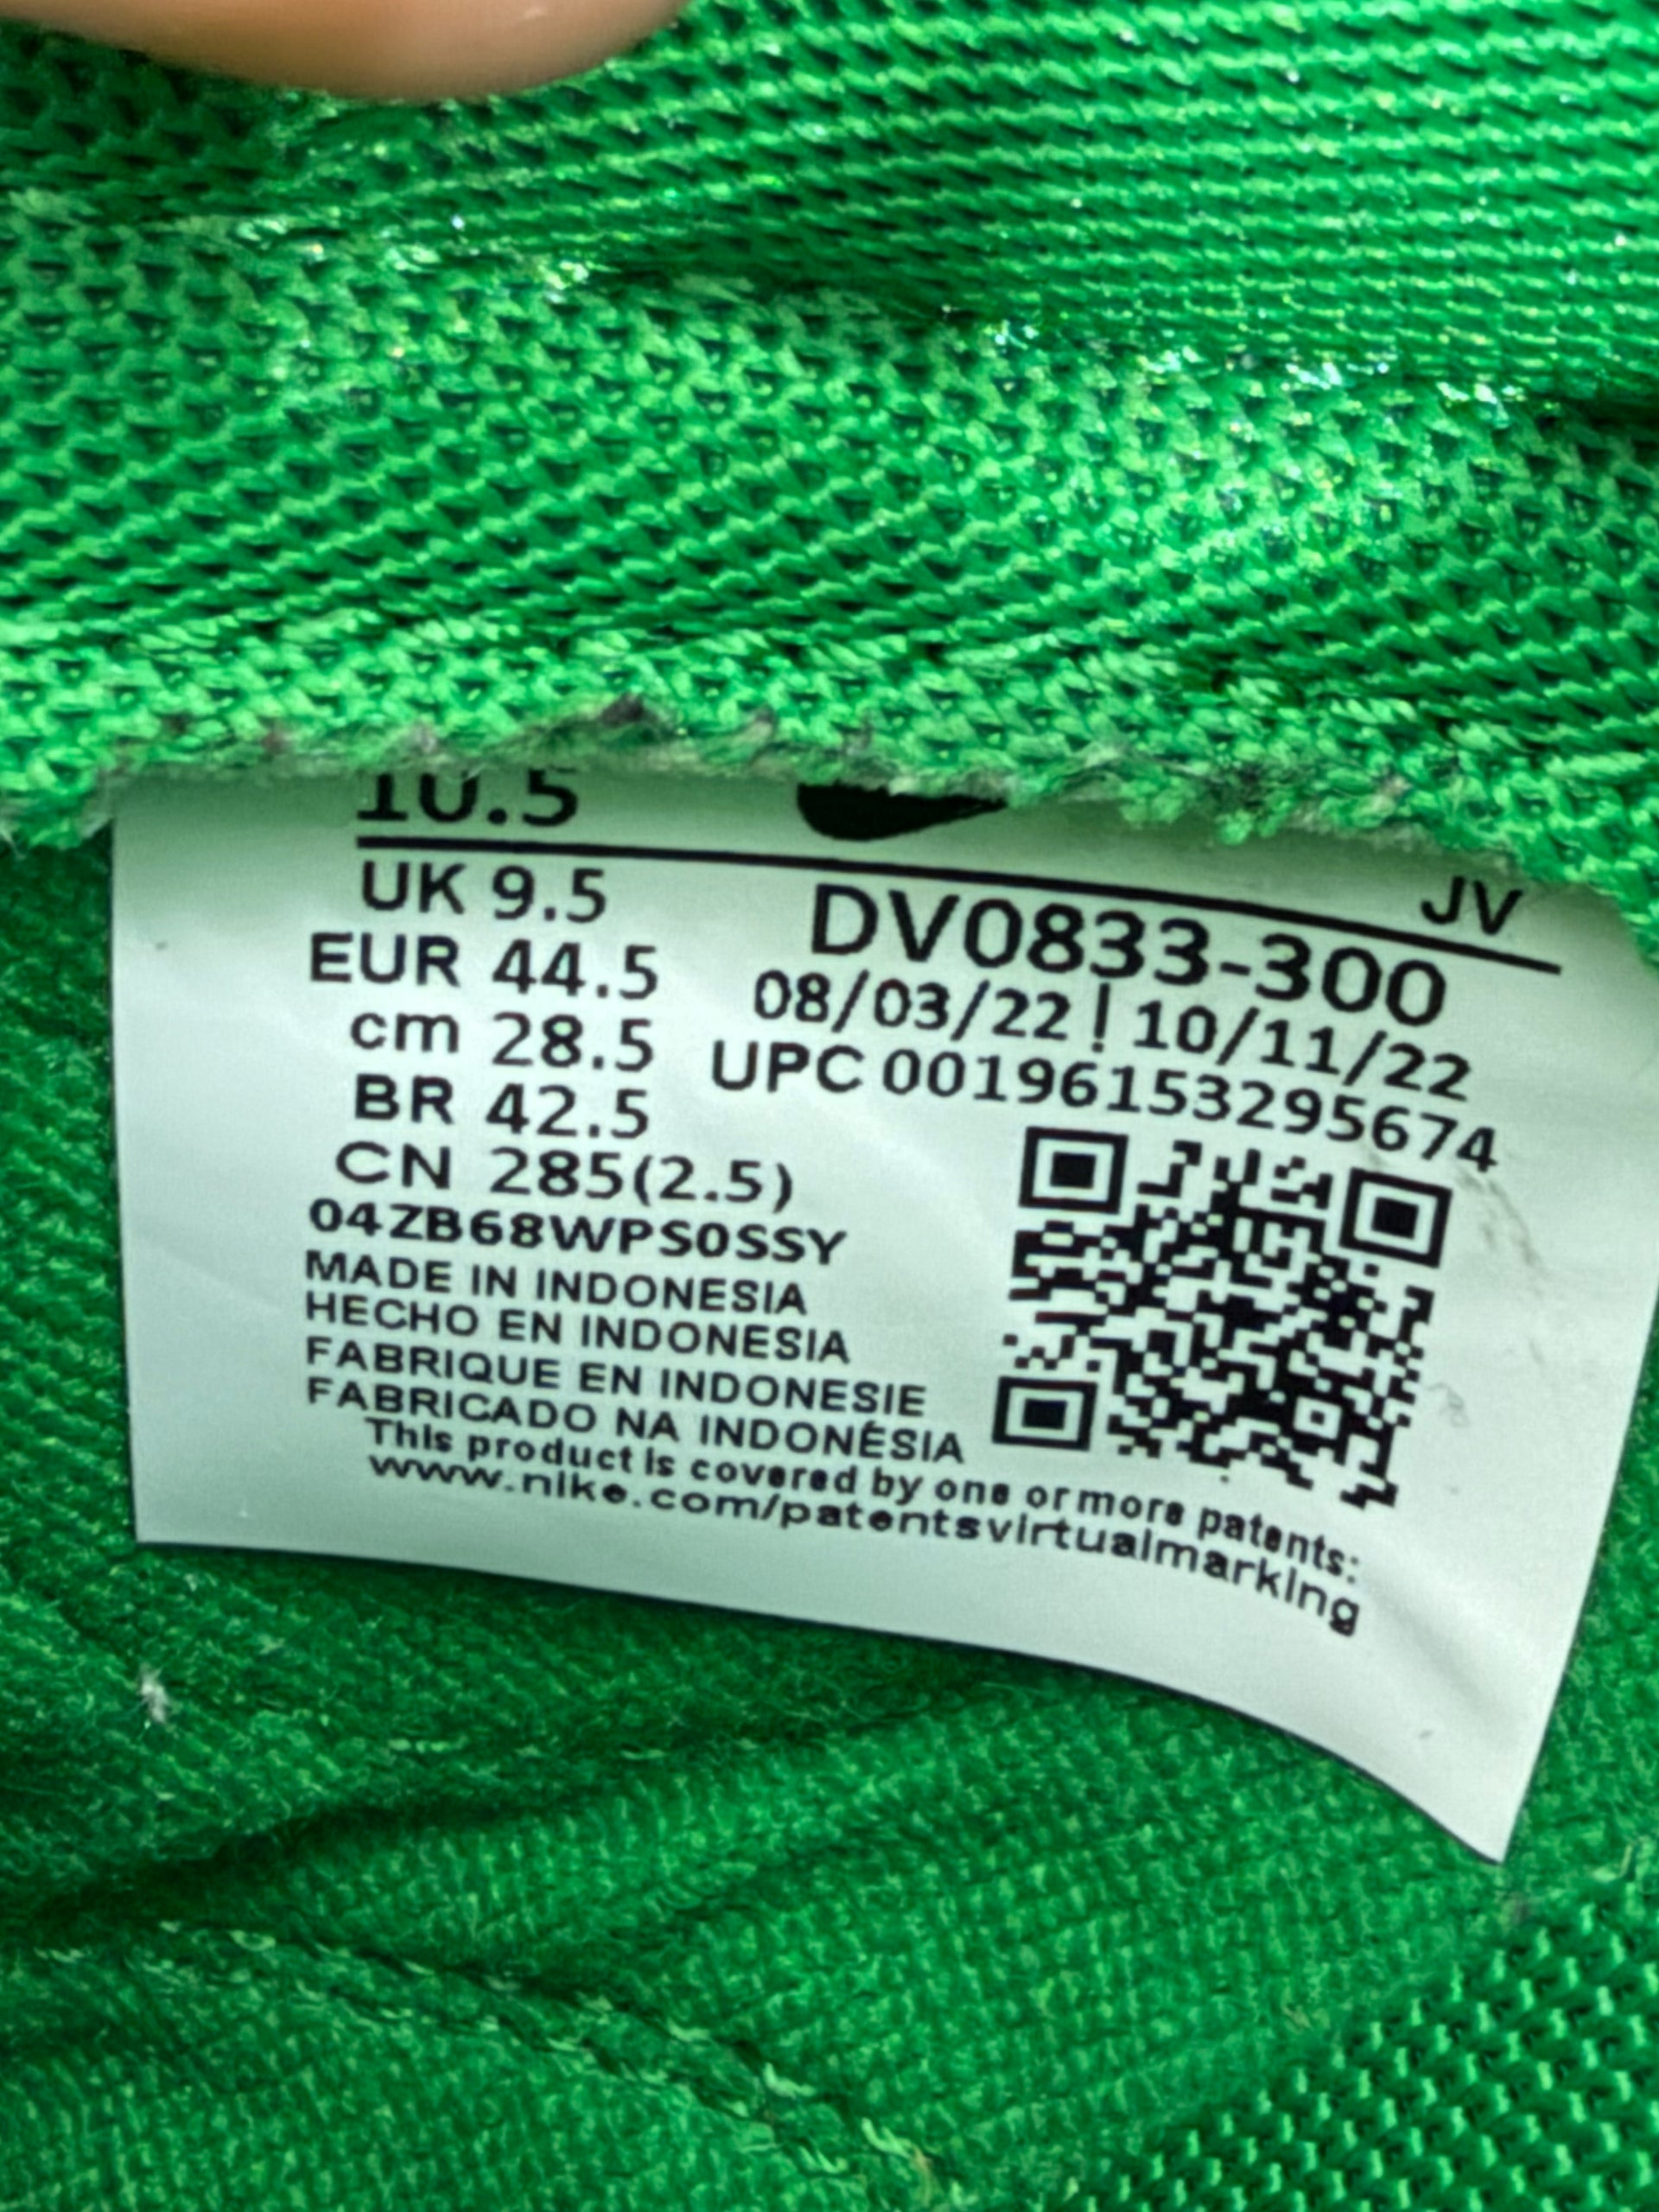 10.5
JV
UK 9.5
DV0833-300
EUR 44.5
08/03/22 | 10/11/22
cm 28.5
UPC 00196153295674
BR 42.5
CN 285(2.5)
04ZB68WPS0SSY
MADE IN INDONESIA
HECHO EN INDONESIA
FABRIQUE EN INDONESIE
FABRICADO NA INDONÉSIA
This product is covered by one or more patents:
www.nike.com/patentsvirtualmarking